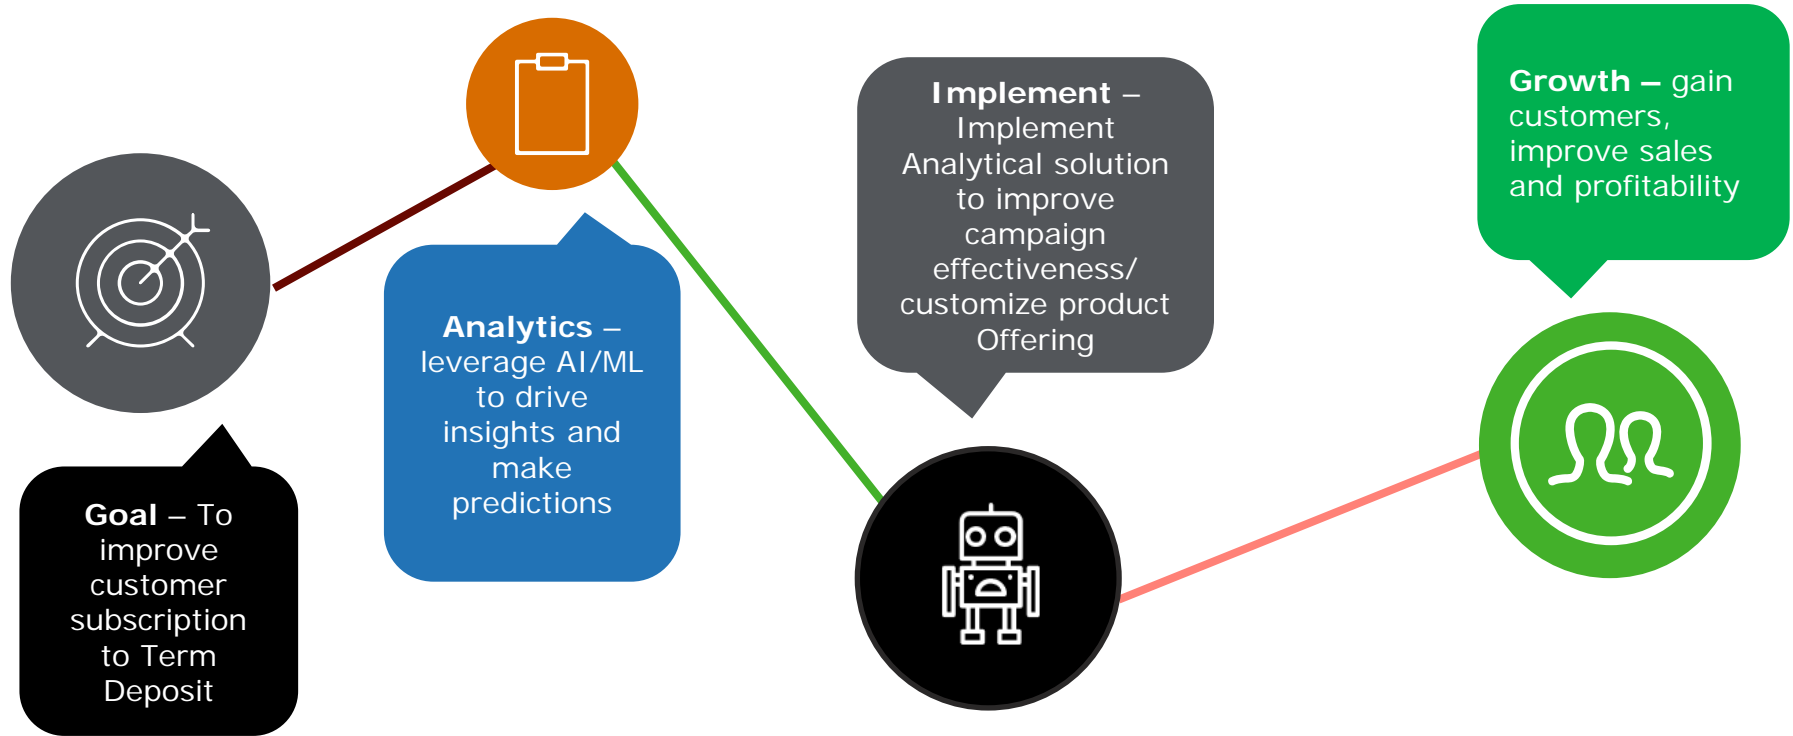 Goal – To
improve
customer
subscription
to Term
Deposit
Analytics –
leverage AI/ML
to drive
insights and
make
predictions
Implement –
Implement
Analytical solution
to improve
campaign
effectiveness/
customize product
Offering
Growth – gain
customers,
improve sales
and profitability